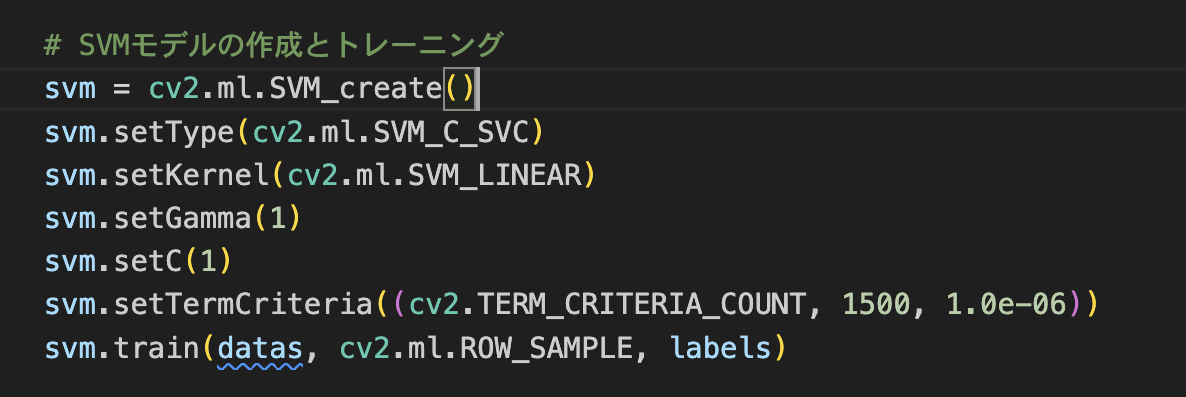 # SVMモデルの作成とトレーニング
svm = cv2.ml.SVM_create()
svm.setType(cv2.ml.SVM_C_SVC)
svm.setKernel(cv2.ml.SVM_LINEAR)
svm.setGamma(1)
svm.setC(1)
svm.setTermCriteria((cv2.TERM_CRITERIA_COUNT, 1500, 1.0e-06))
svm.train(datas, cv2.ml.ROW_SAMPLE, labels)